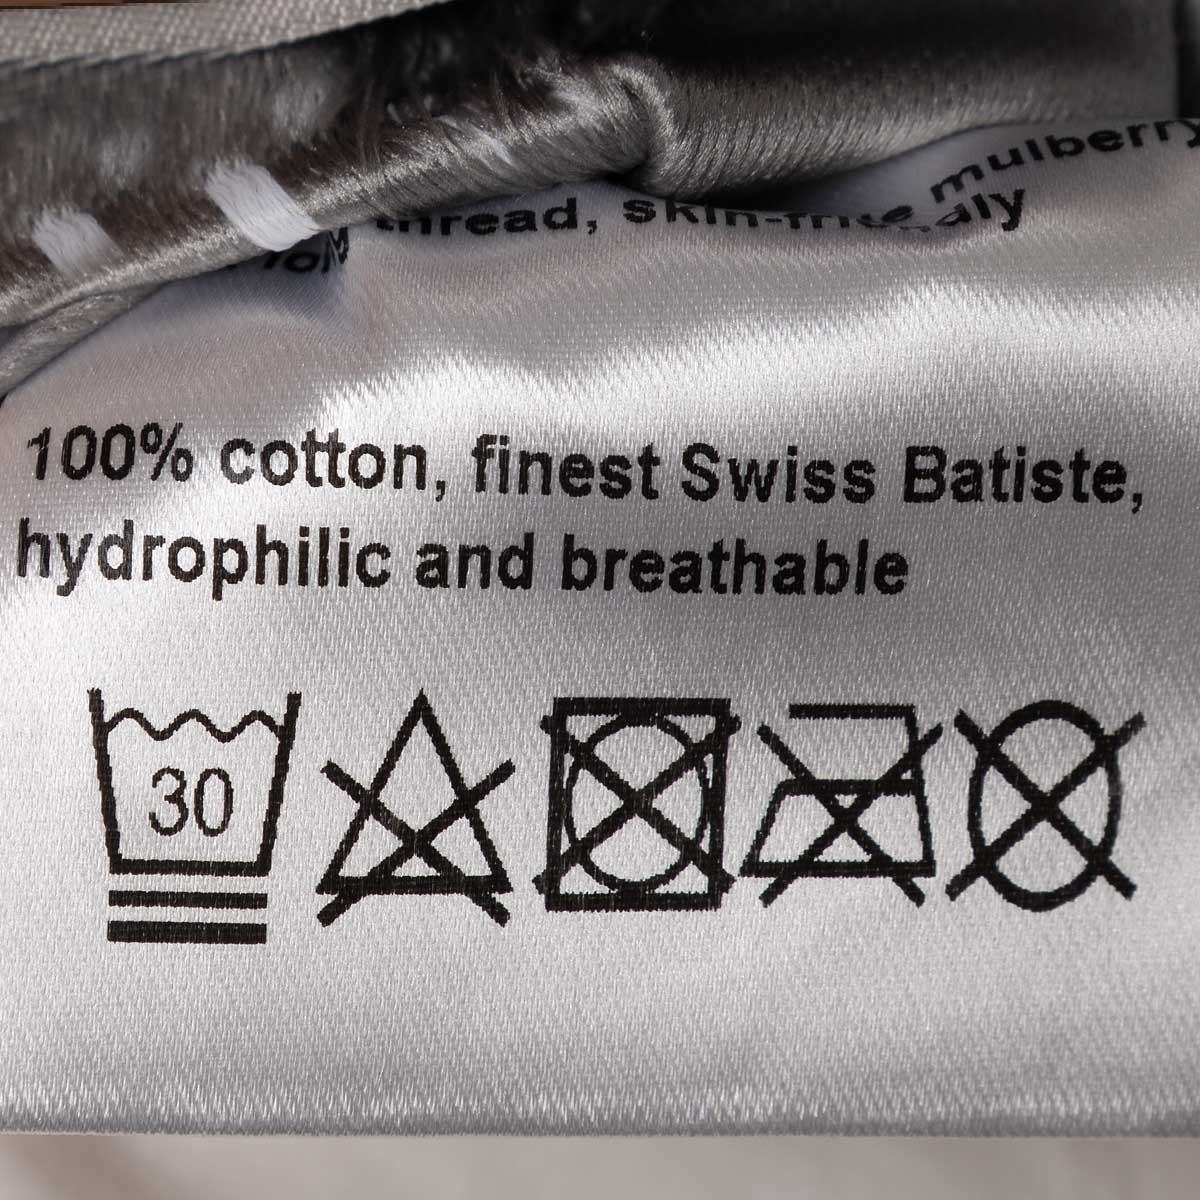 mulberry
thread, skin-friendly
100% cotton, finest Swiss Batiste,
hydrophilic and breathable
30